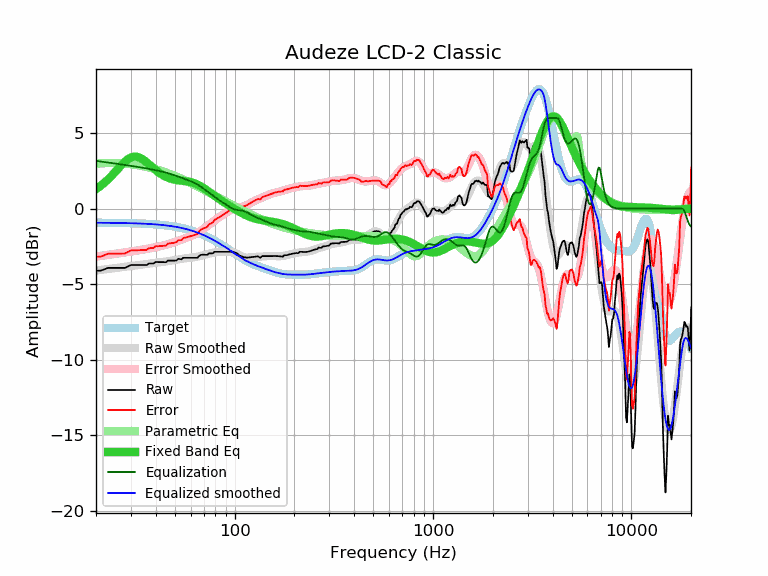 Audeze LCD-2 Classic
Amplitude (dBr)
5
0
−5
−10
−15
−20
Target
Raw Smoothed
Error Smoothed
Raw
Error
Parametric Eq
Fixed Band Eq
Equalization
Equalized smoothed
100 1000 10000
Frequency (Hz)